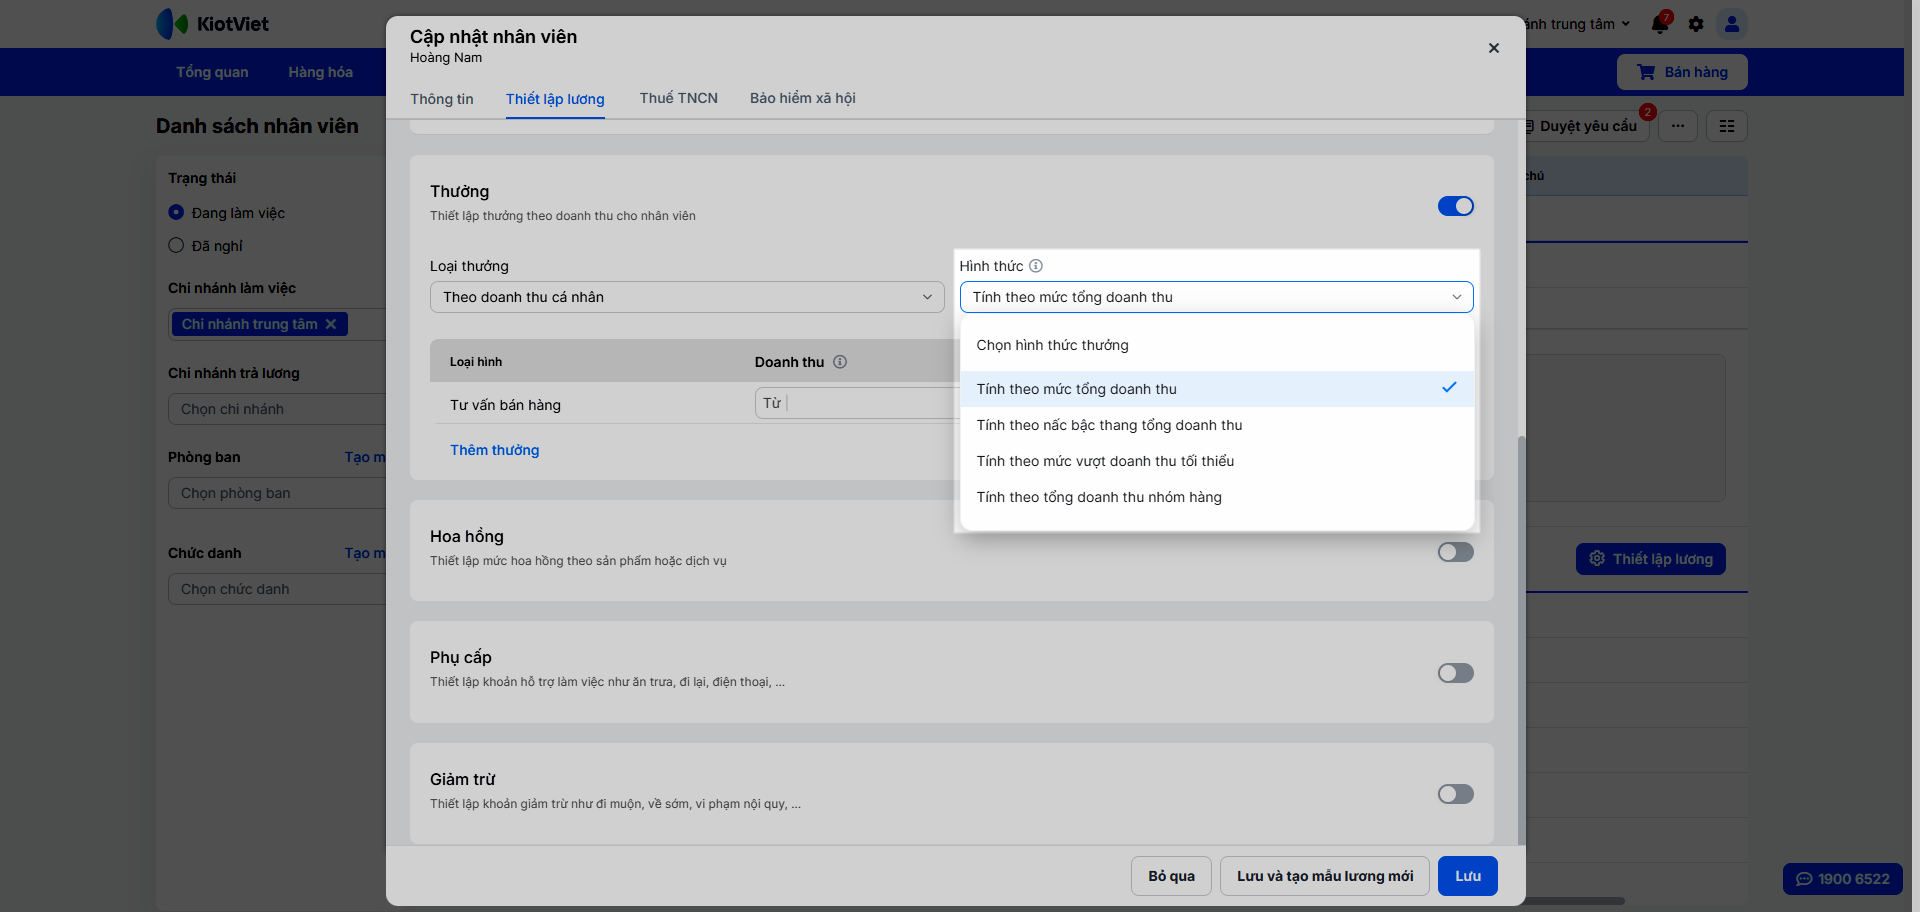 KiotViet
ánh trung tâm
7
Tổng quan
Hàng hóa
Bán hàng
Danh sách nhân viên
Duyệt yêu cầu
2
Trạng thái
Đang làm việc
Đã nghỉ
Chi nhánh làm việc
Chi nhánh trung tâm
Chi nhánh trả lương
Chọn chi nhánh
Phòng ban
Tạo m
Chọn phòng ban
Chức danh
Tạo m
Chọn chức danh
Cập nhật nhân viên
Hoàng Nam
Thông tin
Thiết lập lương
Thuế TNCN
Bảo hiểm xã hội
Thưởng
Thiết lập thưởng theo doanh thu cho nhân viên
Loại thưởng
Theo doanh thu cá nhân
Hình thức
Tính theo mức tổng doanh thu
Chọn hình thức thưởng
Tính theo mức tổng doanh thu
Tính theo nấc bậc thang tổng doanh thu
Tính theo mức vượt doanh thu tối thiểu
Tính theo tổng doanh thu nhóm hàng
Loại hình
Doanh thu
Tư vấn bán hàng
Từ
Thêm thưởng
Hoa hồng
Thiết lập mức hoa hồng theo sản phẩm hoặc dịch vụ
Phụ cấp
Thiết lập khoản hỗ trợ làm việc như ăn trưa, đi lại, điện thoại, ...
Giảm trừ
Thiết lập khoản giảm trừ như đi muộn, về sớm, vi phạm nội quy, ...
Bỏ qua
Lưu và tạo mẫu lương mới
Lưu
chú
Thiết lập lương
1900 6522